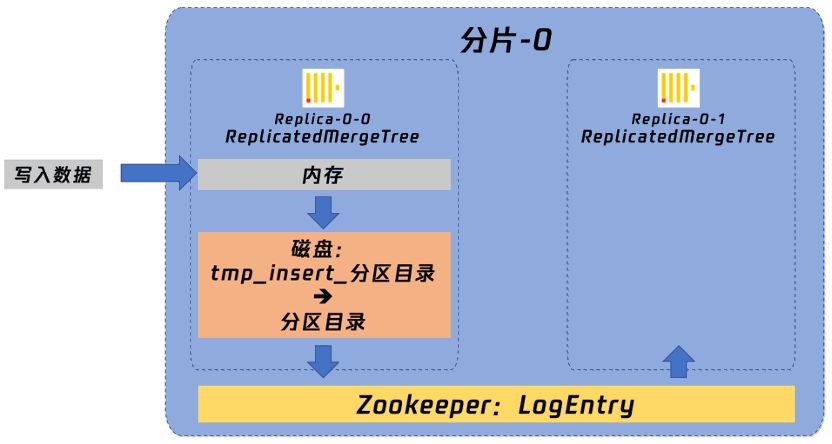 分片-0
Replica-0-0
ReplicatedMergeTree
Replica-0-1
ReplicatedMergeTree
写入数据
内存
磁盘：
tmp_insert_分区目录
→
分区目录
Zookeeper：LogEntry